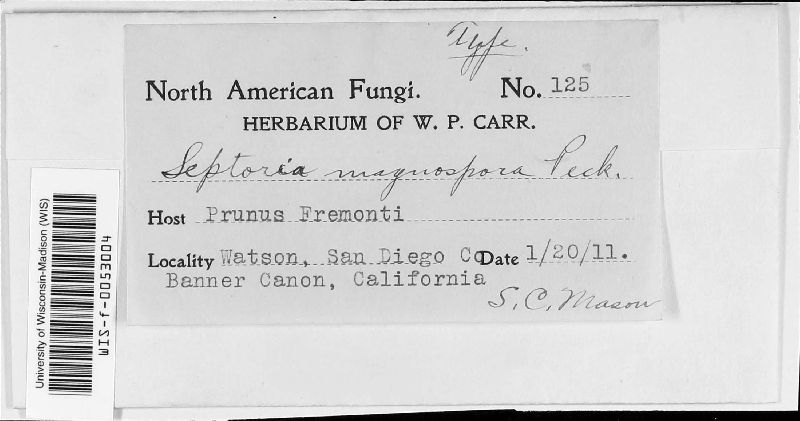 Type.
North American Fungi. No. 125
HERBARIUM OF W. P. CARR.
Septoria magnospora Peck.
Host Prunus Fremonti
Locality Watson, San Diego Co Date 1/20/11.
Banner Canon, California
S. C. Mason
University of Wisconsin-Madison (WIS)
WIS-f-0053004